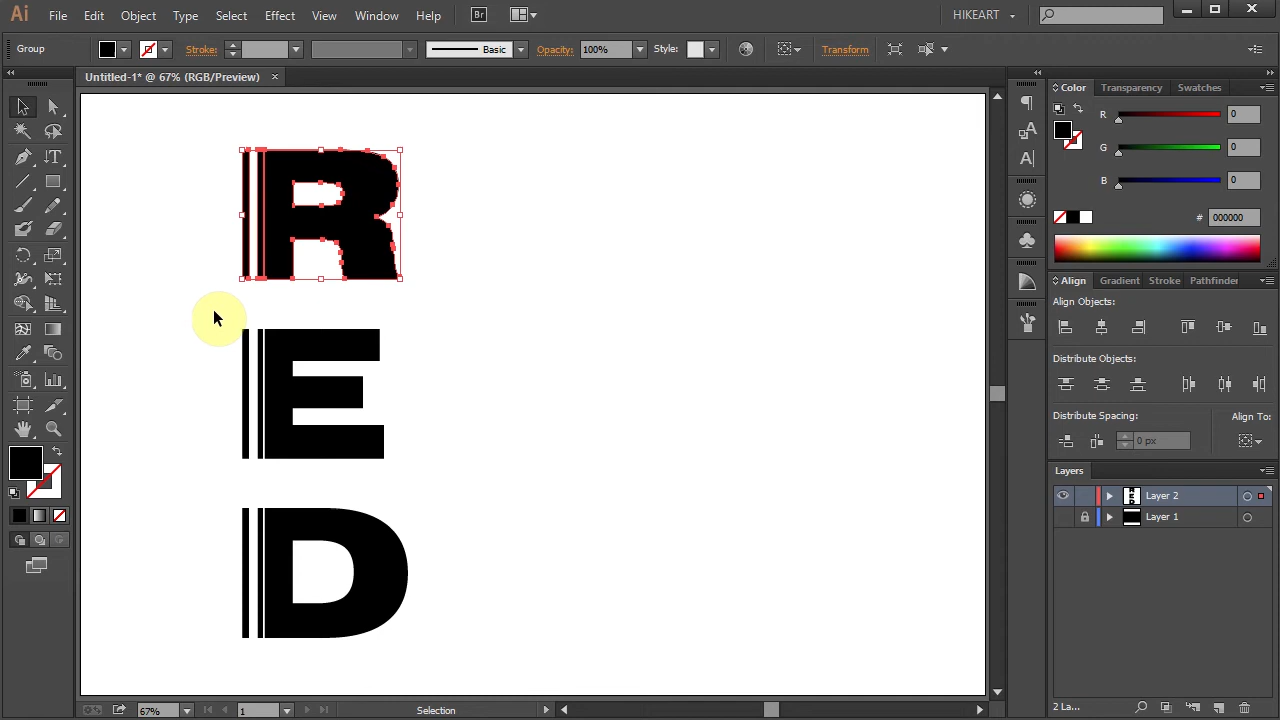 Ai File Edit Object Type Select Effect View Window Help Br HIKEART
Group Stroke: Basic Opacity: 100% Style: Transform
Untitled-1* @ 67% (RGB/Preview) ×
Color Transparency Swatches
R 0
G 0
B 0
# 000000
Align Gradient Stroke Pathfinder
Align Objects:
Distribute Objects:
Distribute Spacing: Align To:
0 px
Layers
Layer 2
Layer 1
2 La...
R
E
D
67% 1 Selection